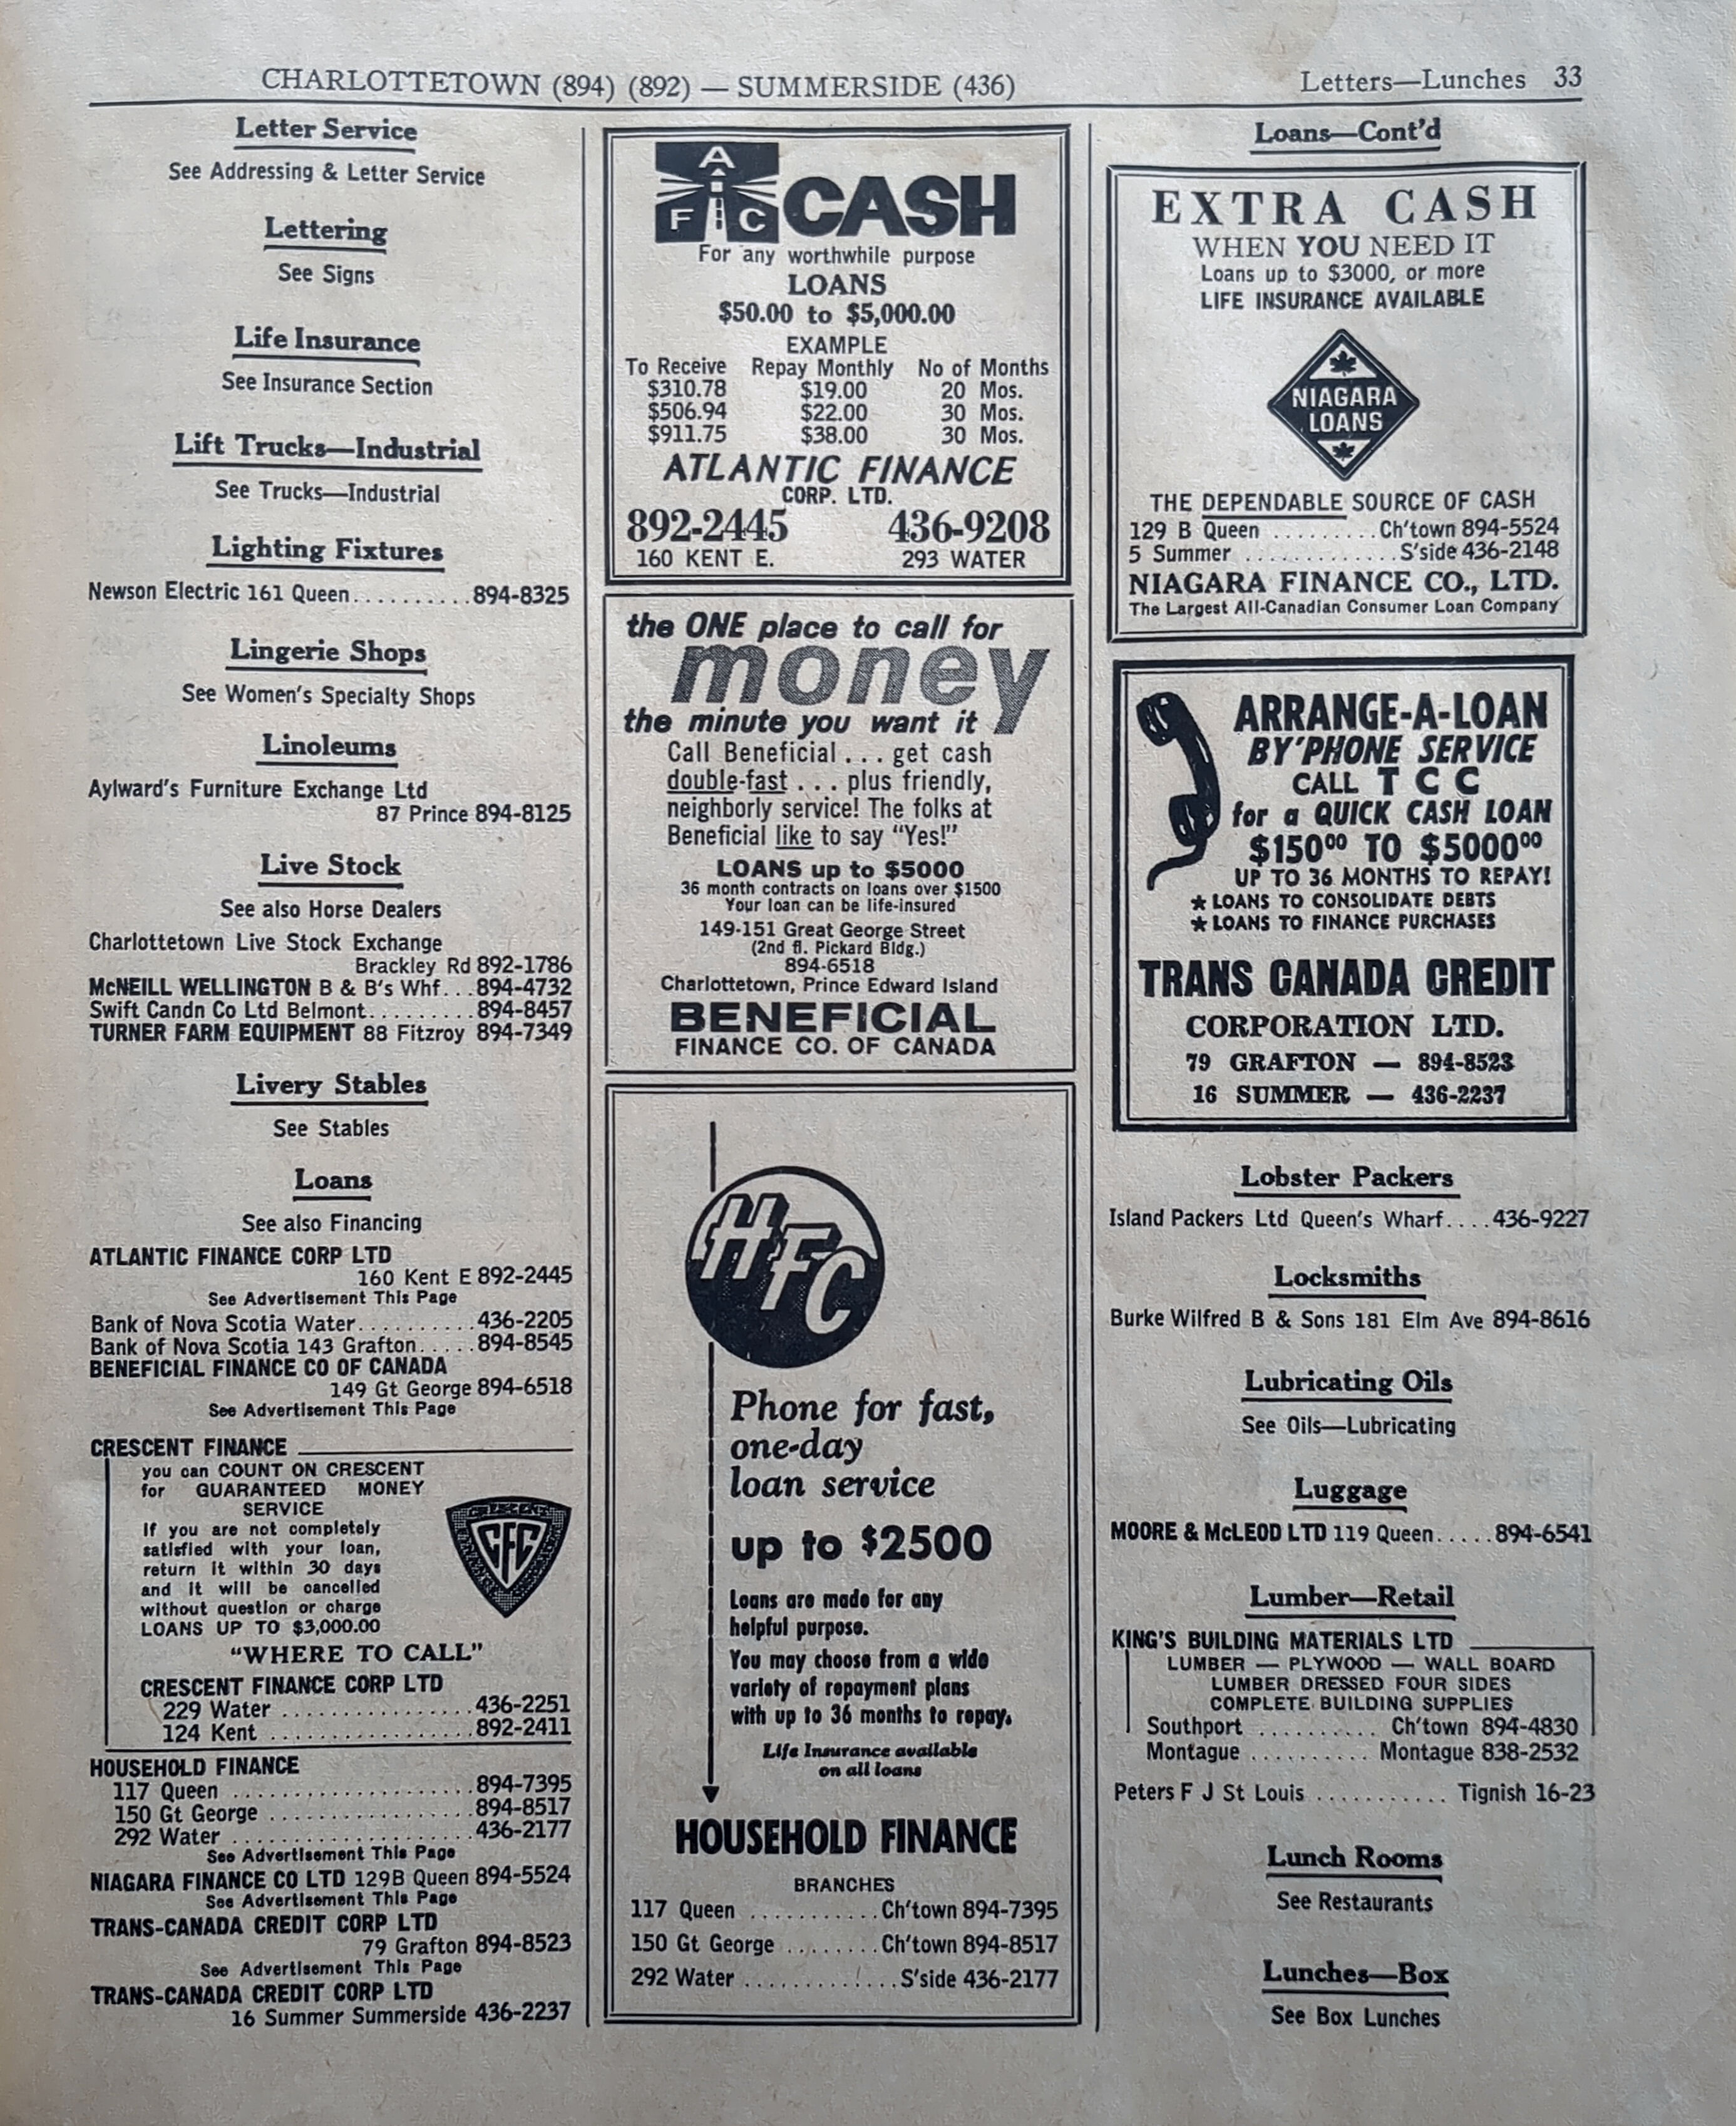 CHARLOTTETOWN (894) (892) — SUMMERSIDE (436)
Letters—Lunches 33
Letter Service
See Addressing & Letter Service
Lettering
See Signs
Life Insurance
See Insurance Section
Lift Trucks—Industrial
See Trucks—Industrial
Lighting Fixtures
Newson Electric 161 Queen..........894-8325
Lingerie Shops
See Women's Specialty Shops
Linoleums
Aylward's Furniture Exchange Ltd
87 Prince 894-8125
Live Stock
See also Horse Dealers
Charlottetown Live Stock Exchange
Brackley Rd 892-1786
McNEILL WELLINGTON B & B's Whf...894-4732
Swift Candn Co Ltd Belmont.........894-8457
TURNER FARM EQUIPMENT 88 Fitzroy 894-7349
Livery Stables
See Stables
Loans
See also Financing
ATLANTIC FINANCE CORP LTD
160 Kent E 892-2445
See Advertisement This Page
Bank of Nova Scotia Water..........436-2205
Bank of Nova Scotia 143 Grafton.....894-8545
BENEFICIAL FINANCE CO OF CANADA
149 Gt George 894-6518
See Advertisement This Page
CRESCENT FINANCE
you can COUNT ON CRESCENT
for GUARANTEED MONEY
SERVICE
If you are not completely
satisfied with your loan,
return it within 30 days
and it will be cancelled
without question or charge
LOANS UP TO $3,000.00
CRESCENT
CFC
"WHERE TO CALL"
CRESCENT FINANCE CORP LTD
229 Water .................436-2251
124 Kent ..................892-2411
HOUSEHOLD FINANCE
117 Queen .....................894-7395
150 Gt George ..................894-8517
292 Water .....................436-2177
See Advertisement This Page
NIAGARA FINANCE CO LTD 129B Queen 894-5524
See Advertisement This Page
TRANS-CANADA CREDIT CORP LTD
79 Grafton 894-8523
See Advertisement This Page
TRANS-CANADA CREDIT CORP LTD
16 Summer Summerside 436-2237
A
F C
CASH
For any worthwhile purpose
LOANS
$50.00 to $5,000.00
EXAMPLE
To Receive Repay Monthly No of Months
$310.78 $19.00 20 Mos.
$506.94 $22.00 30 Mos.
$911.75 $38.00 30 Mos.
ATLANTIC FINANCE
CORP. LTD.
892-2445 436-9208
160 KENT E. 293 WATER
the ONE place to call for
money
the minute you want it
Call Beneficial... get cash
double-fast... plus friendly,
neighborly service! The folks at
Beneficial like to say "Yes!"
LOANS up to $5000
36 month contracts on loans over $1500
Your loan can be life-insured
149-151 Great George Street
(2nd fl. Pickard Bldg.)
894-6518
Charlottetown, Prince Edward Island
BENEFICIAL
FINANCE CO. OF CANADA
HFC
Phone for fast,
one-day
loan service
up to $2500
Loans are made for any
helpful purpose.
You may choose from a wide
variety of repayment plans
with up to 36 months to repay.
Life Insurance available
on all loans
HOUSEHOLD FINANCE
BRANCHES
117 Queen ...........Ch'town 894-7395
150 Gt George ........Ch'town 894-8517
292 Water .............S'side 436-2177
Loans—Cont'd
EXTRA CASH
WHEN YOU NEED IT
Loans up to $3000, or more
LIFE INSURANCE AVAILABLE
NIAGARA
LOANS
THE DEPENDABLE SOURCE OF CASH
129 B Queen .........Ch'town 894-5524
5 Summer .............S'side 436-2148
NIAGARA FINANCE CO., LTD.
The Largest All-Canadian Consumer Loan Company
ARRANGE-A-LOAN
BY 'PHONE SERVICE
CALL T C C
for a QUICK CASH LOAN
$150⁰⁰ TO $5000⁰⁰
UP TO 36 MONTHS TO REPAY!
★ LOANS TO CONSOLIDATE DEBTS
★ LOANS TO FINANCE PURCHASES
TRANS CANADA CREDIT
CORPORATION LTD.
79 GRAFTON — 894-8523
16 SUMMER — 436-2237
Lobster Packers
Island Packers Ltd Queen's Wharf....436-9227
Locksmiths
Burke Wilfred B & Sons 181 Elm Ave 894-8616
Lubricating Oils
See Oils—Lubricating
Luggage
MOORE & McLEOD LTD 119 Queen.....894-6541
Lumber—Retail
KING'S BUILDING MATERIALS LTD
LUMBER — PLYWOOD — WALL BOARD
LUMBER DRESSED FOUR SIDES
COMPLETE BUILDING SUPPLIES
Southport .......... Ch'town 894-4830
Montague .......... Montague 838-2532
Peters F J St Louis ........... Tignish 16-23
Lunch Rooms
See Restaurants
Lunches—Box
See Box Lunches